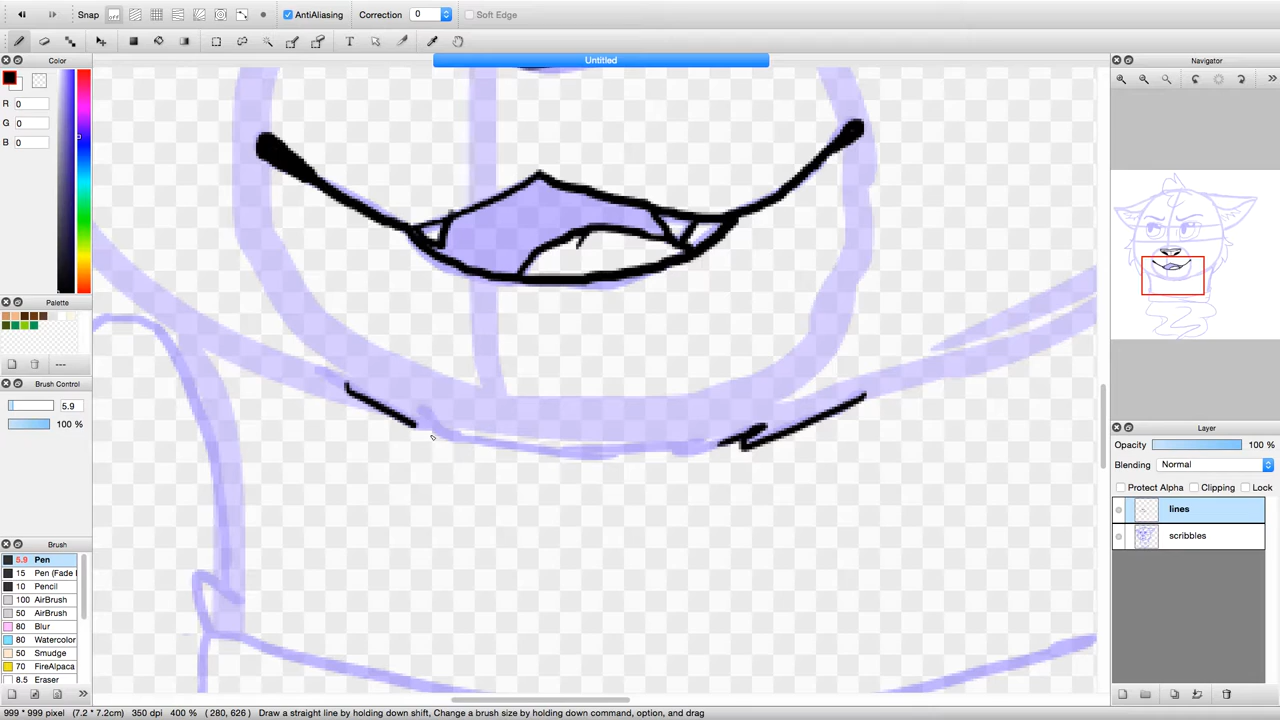 Snap
off
AntiAliasing
Correction
0
Soft Edge
T
Untitled
Color
R
0
G
0
B
0
Palette
---
Brush Control
5.9
100 %
Brush
5.9 Pen
15 Pen (Fade
10 Pencil
100 AirBrush
50 AirBrush
80 Blur
80 Watercolor
50 Smudge
70 FireAlpaca
8.5 Eraser
Navigator
Layer
Opacity
100 %
Blending
Normal
Protect Alpha
Clipping
Lock
lines
scribbles
999 * 999 pixel (7.2 * 7.2cm) 350 dpi 400 % ( 280, 626 ) Draw a straight line by holding down shift, Change a brush size by holding down command, option, and drag